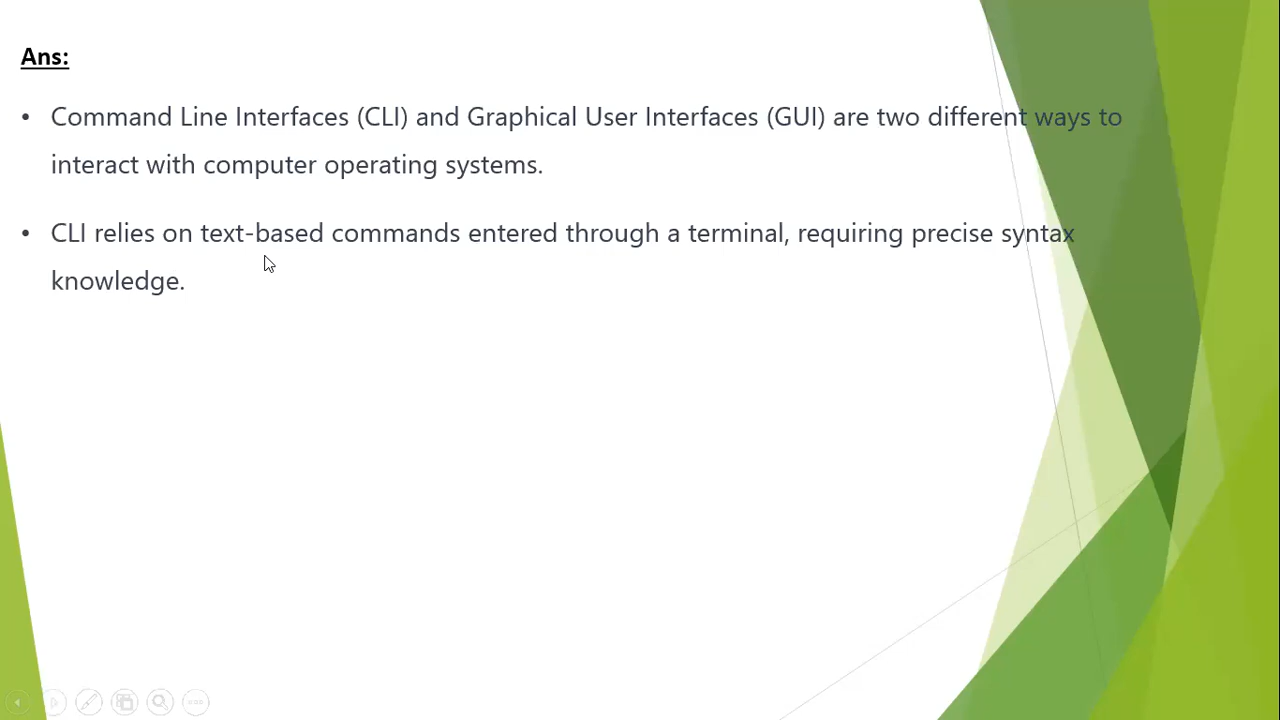 Ans:
• Command Line Interfaces (CLI) and Graphical User Interfaces (GUI) are two different ways to
interact with computer operating systems.
• CLI relies on text-based commands entered through a terminal, requiring precise syntax
knowledge.